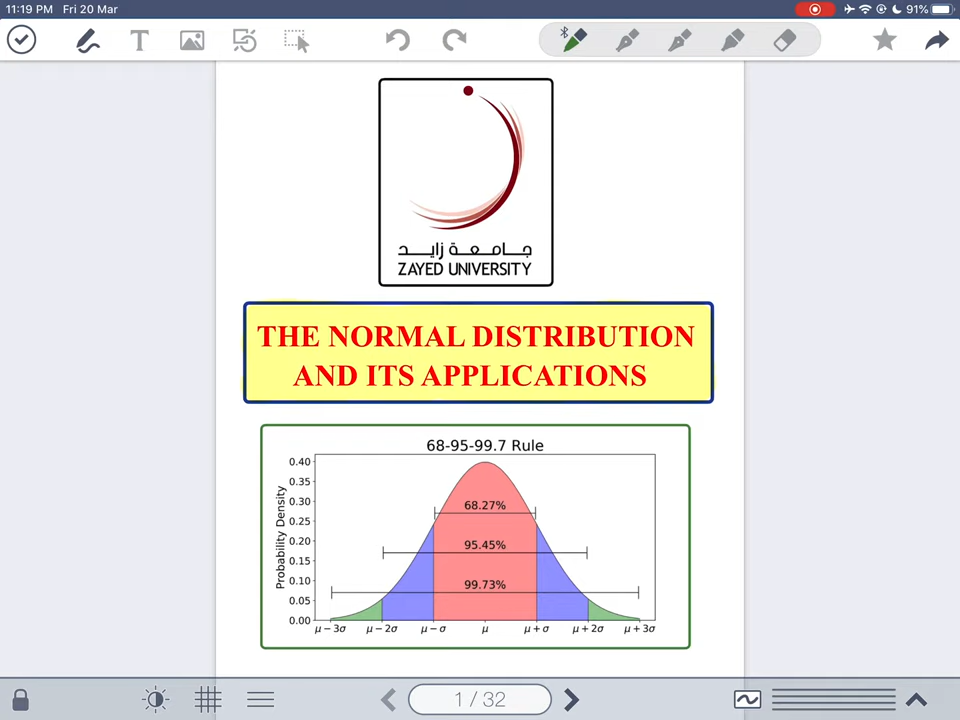 11:19 PM Fri 20 Mar
91%
T
جامعة زايد
ZAYED UNIVERSITY
THE NORMAL DISTRIBUTION
AND ITS APPLICATIONS
68-95-99.7 Rule
Probability Density
0.40
0.35
0.30
0.25
0.20
0.15
0.10
0.05
0.00
68.27%
95.45%
99.73%
μ − 3σ μ − 2σ μ − σ μ μ + σ μ + 2σ μ + 3σ
1 / 32